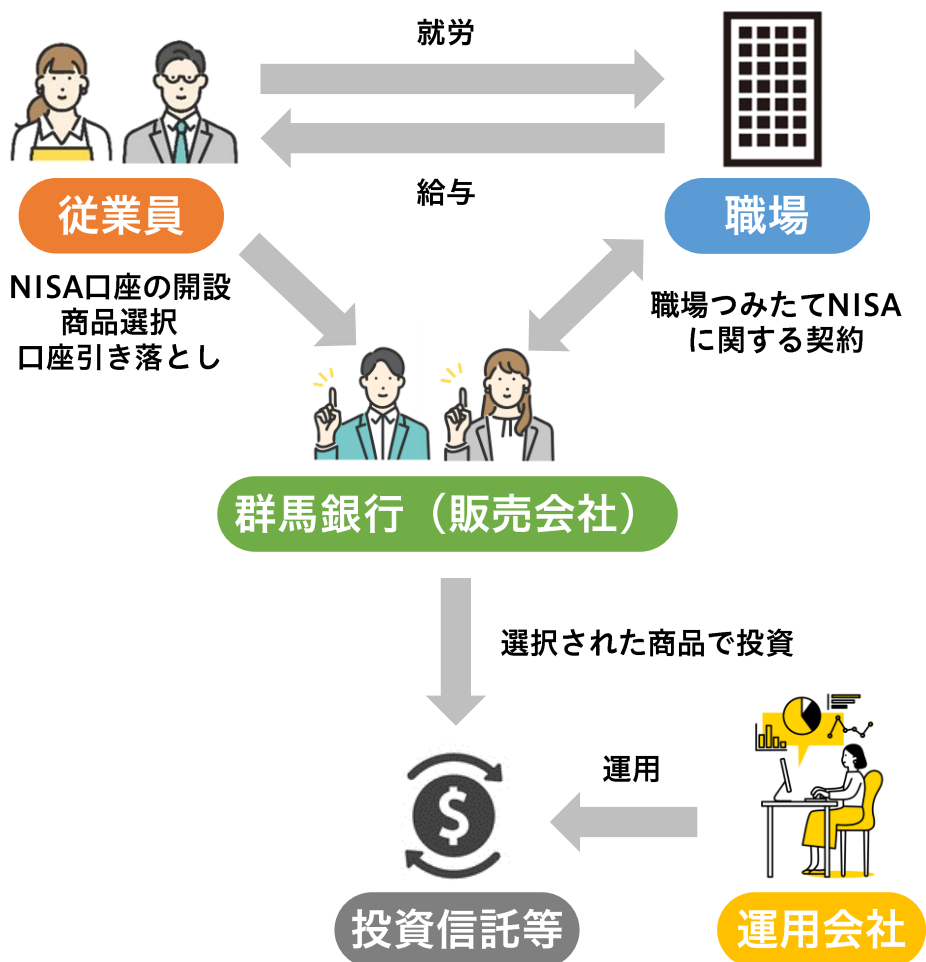 就労
給与
従業員
職場
NISA口座の開設
商品選択
口座引き落とし
職場つみたてNISA
に関する契約
群馬銀行（販売会社）
選択された商品で投資
運用
$
投資信託等
運用会社